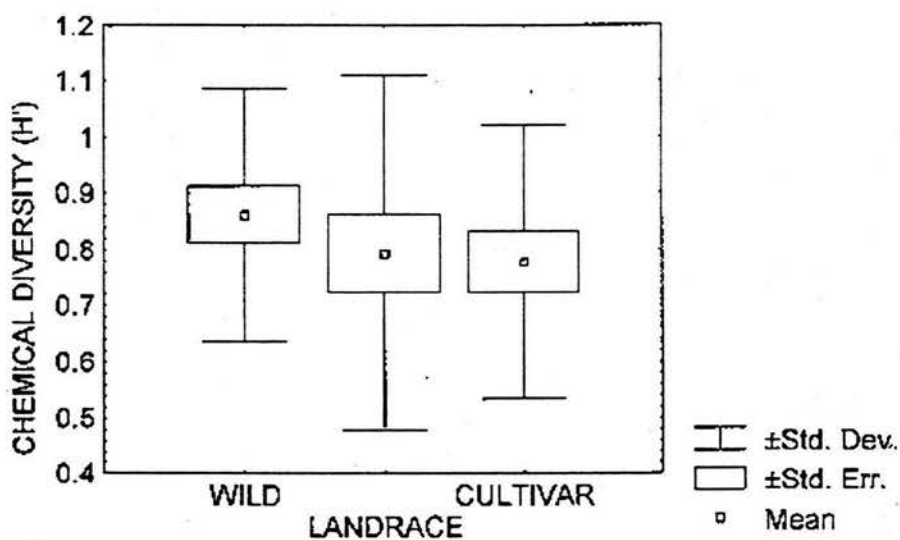 CHEMICAL DIVERSITY (H')
1.2
1.1
1
0.9
0.8
0.7
0.6
0.5
0.4
WILD
CULTIVAR
LANDRACE
±Std. Dev.
±Std. Err.
Mean